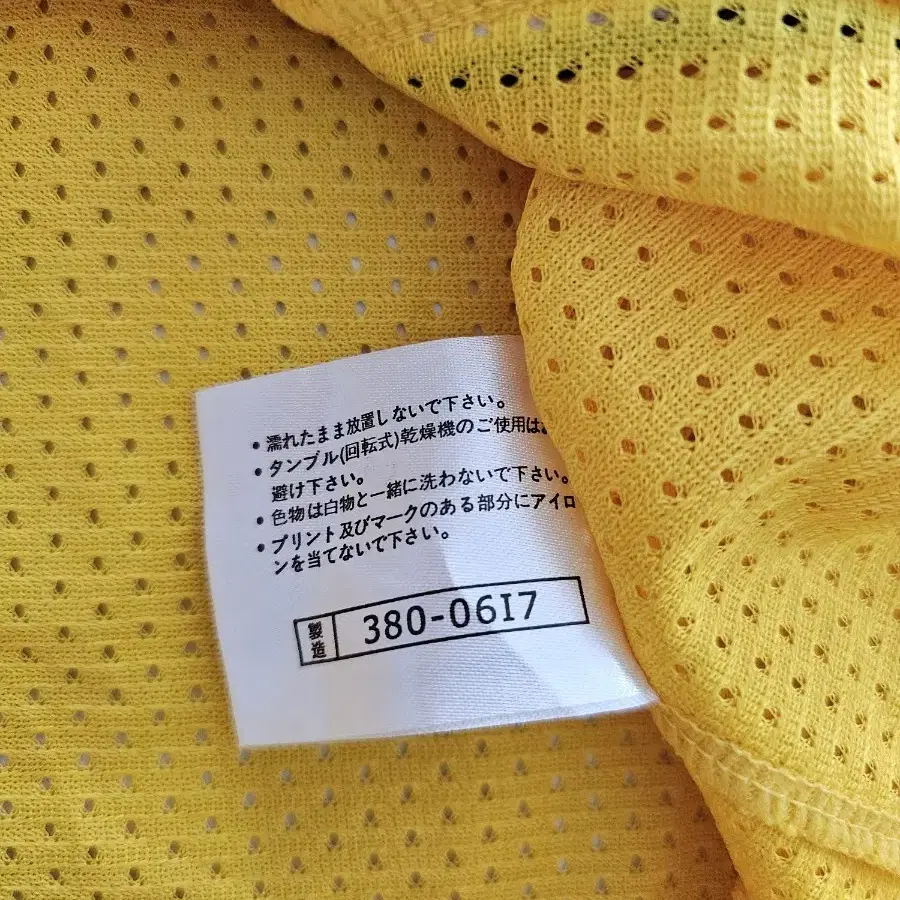 ・濡れたまま放置しないで下さい。
・タンブル(回転式)乾燥機のご使用はお
避け下さい。
・色物は白物と一緒に洗わないで下さい。
・プリント及びマークのある部分にアイロ
ンを当てないで下さい。
製造 380-06I7